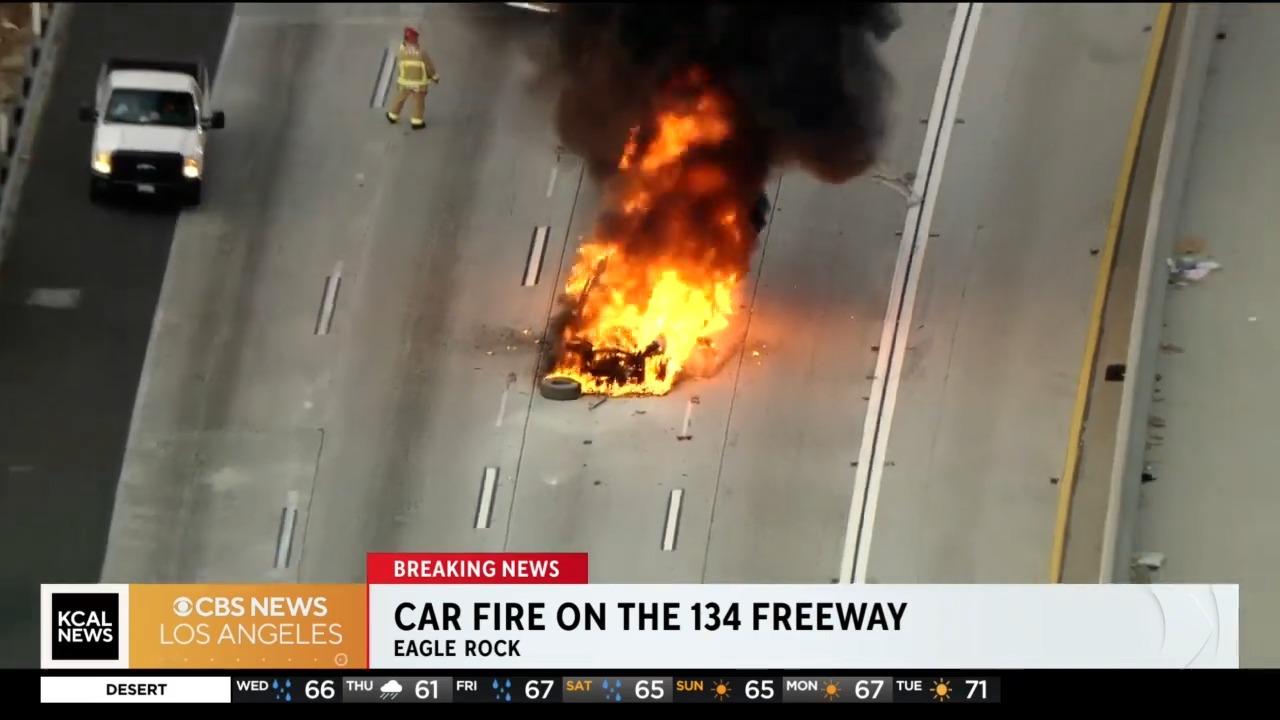 BREAKING NEWS
KCAL NEWS
CBS NEWS
LOS ANGELES
CAR FIRE ON THE 134 FREEWAY
EAGLE ROCK
DESERT WED 66 THU 61 FRI 67 SAT 65 SUN 65 MON 67 TUE 71